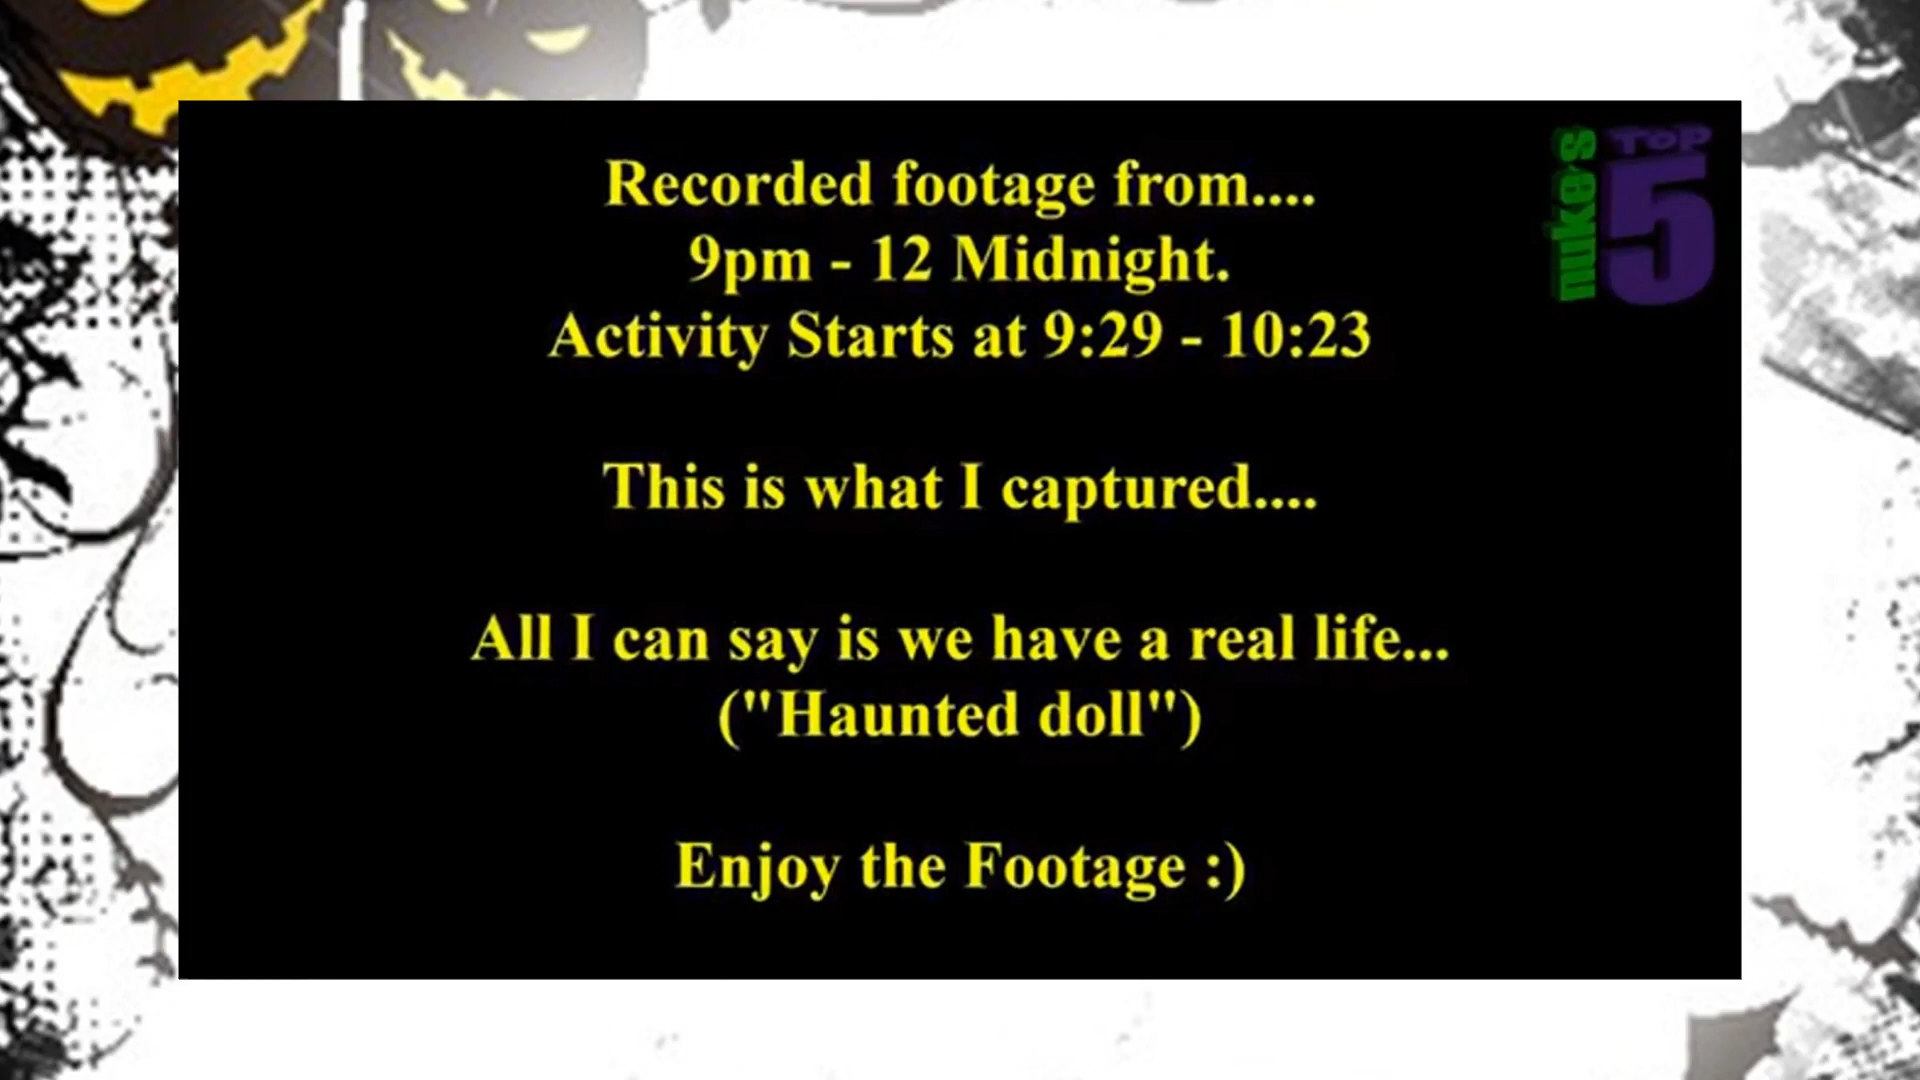 Recorded footage from....
9pm - 12 Midnight.
Activity Starts at 9:29 - 10:23
This is what I captured....
All I can say is we have a real life...
("Haunted doll")
Enjoy the Footage :)
nuke's
Top
5